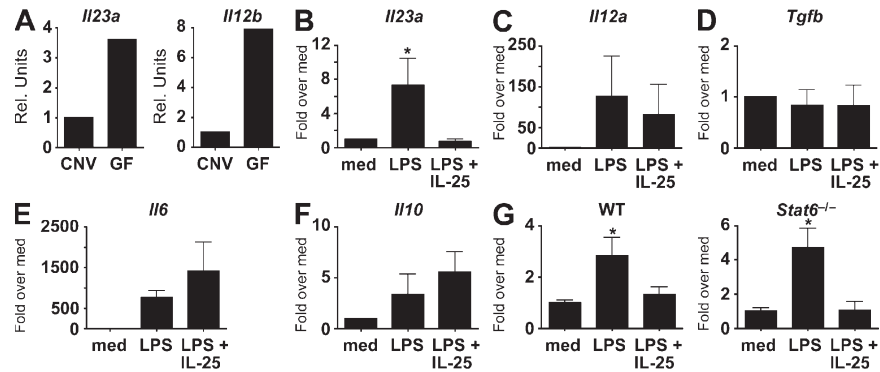 A
Il23a
Il12b
Rel. Units
4
3
2
1
0
CNV GF
Rel. Units
8
6
4
2
0
CNV GF
B
Il23a
Fold over med
12
8
4
0
med LPS LPS +
IL-25
C
Il12a
Fold over med
250
150
50
0
med LPS LPS +
IL-25
D
Tgfb
Fold over med
2
1
0
med LPS LPS +
IL-25
E
Il6
Fold over med
2500
1500
500
0
med LPS LPS +
IL-25
F
Il10
Fold over med
10
5
0
med LPS LPS +
IL-25
G
WT
Fold over med
4
2
0
med LPS LPS +
IL-25
Stat6–/–
Fold over med
6
4
2
0
med LPS LPS +
IL-25
*
*
*